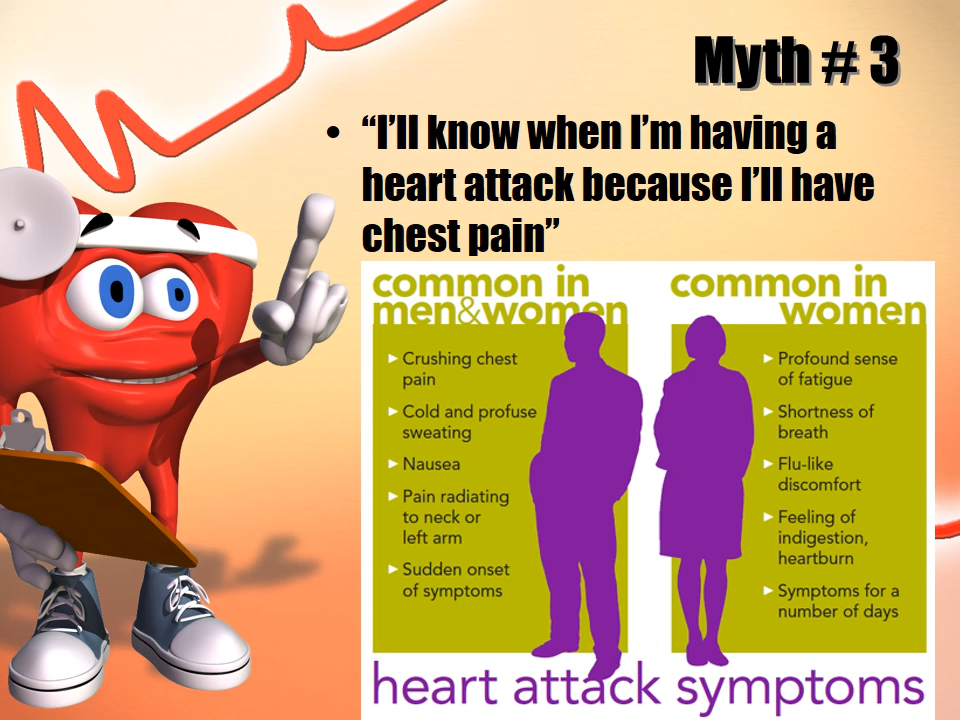 Myth # 3
• “I’ll know when I’m having a
heart attack because I’ll have
chest pain”
common in
men&women
Crushing chest
pain
Cold and profuse
sweating
Nausea
Pain radiating
to neck or
left arm
Sudden onset
of symptoms
common in
women
Profound sense
of fatigue
Shortness of
breath
Flu-like
discomfort
Feeling of
indigestion,
heartburn
Symptoms for a
number of days
heart attack symptoms